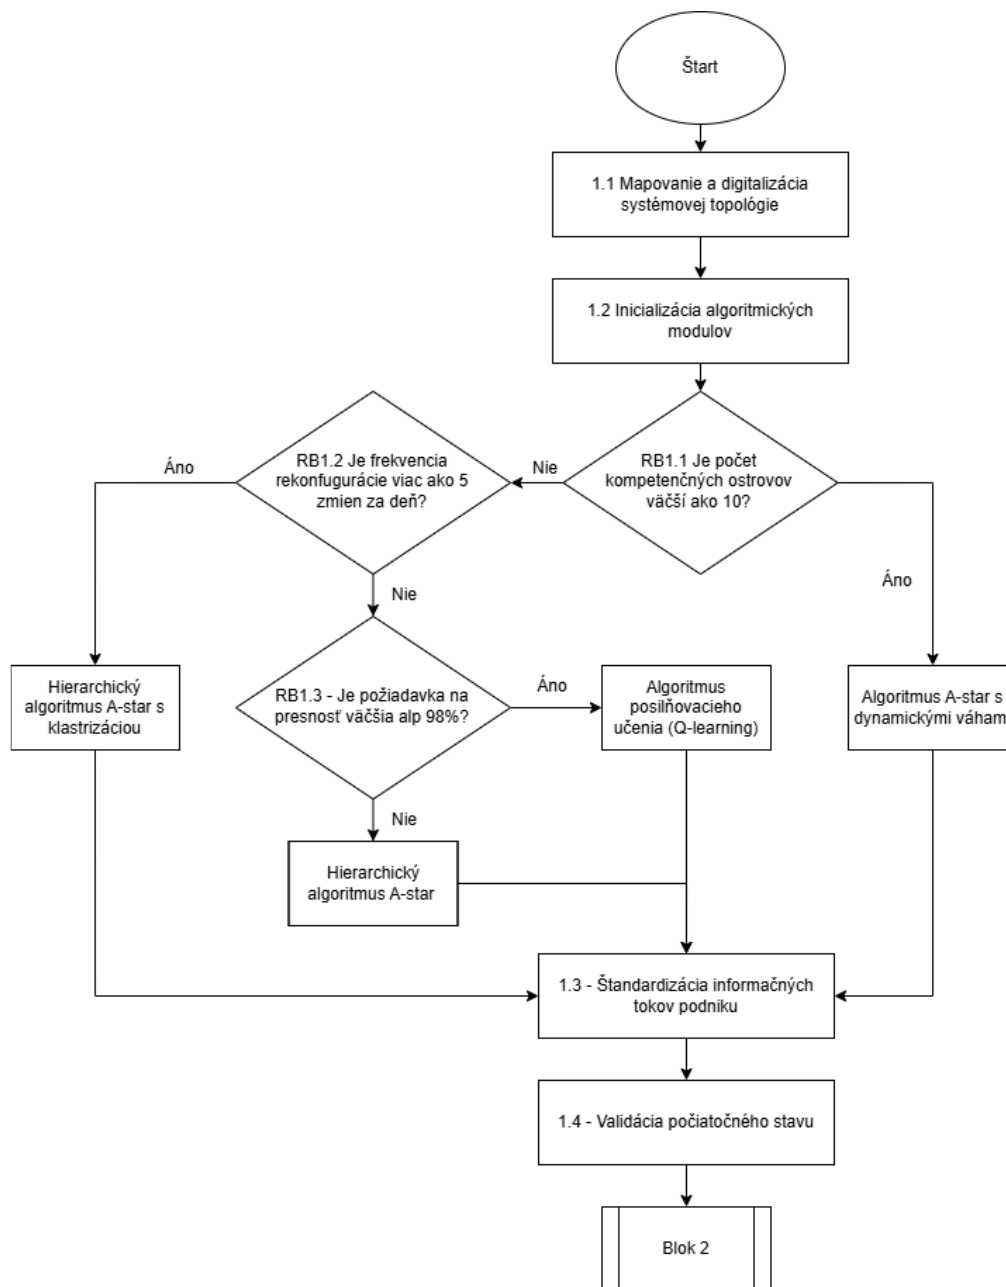 Štart
1.1 Mapovanie a digitalizácia
systémovej topológie
1.2 Inicializácia algoritmických
modulov
RB1.1 Je počet
kompetenčných ostrovov
väčší ako 10?
Nie
Áno
RB1.2 Je frekvencia
rekonfugurácie viac ako 5
zmien za deň?
Áno
Nie
Hierarchický
algoritmus A-star s
klastrizáciou
RB1.3 - Je požiadavka na
presnosť väčšia alp 98%?
Áno
Algoritmus
posilňovacieho
učenia (Q-learning)
Algoritmus A-star s
dynamickými váham
Nie
Hierarchický
algoritmus A-star
1.3 - Štandardizácia informačných
tokov podniku
1.4 - Validácia počiatočného stavu
Blok 2